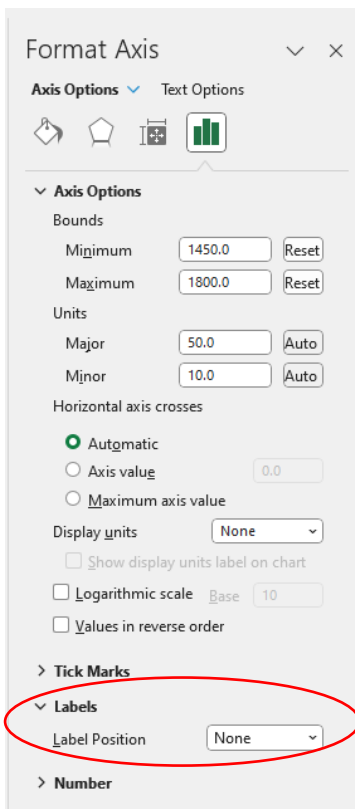 Format Axis
Axis Options Text Options
Axis Options
Bounds
Minimum 1450.0 Reset
Maximum 1800.0 Reset
Units
Major 50.0 Auto
Minor 10.0 Auto
Horizontal axis crosses
Automatic
Axis value 0.0
Maximum axis value
Display units None
Show display units label on chart
Logarithmic scale Base 10
Values in reverse order
Tick Marks
Labels
Label Position None
Number